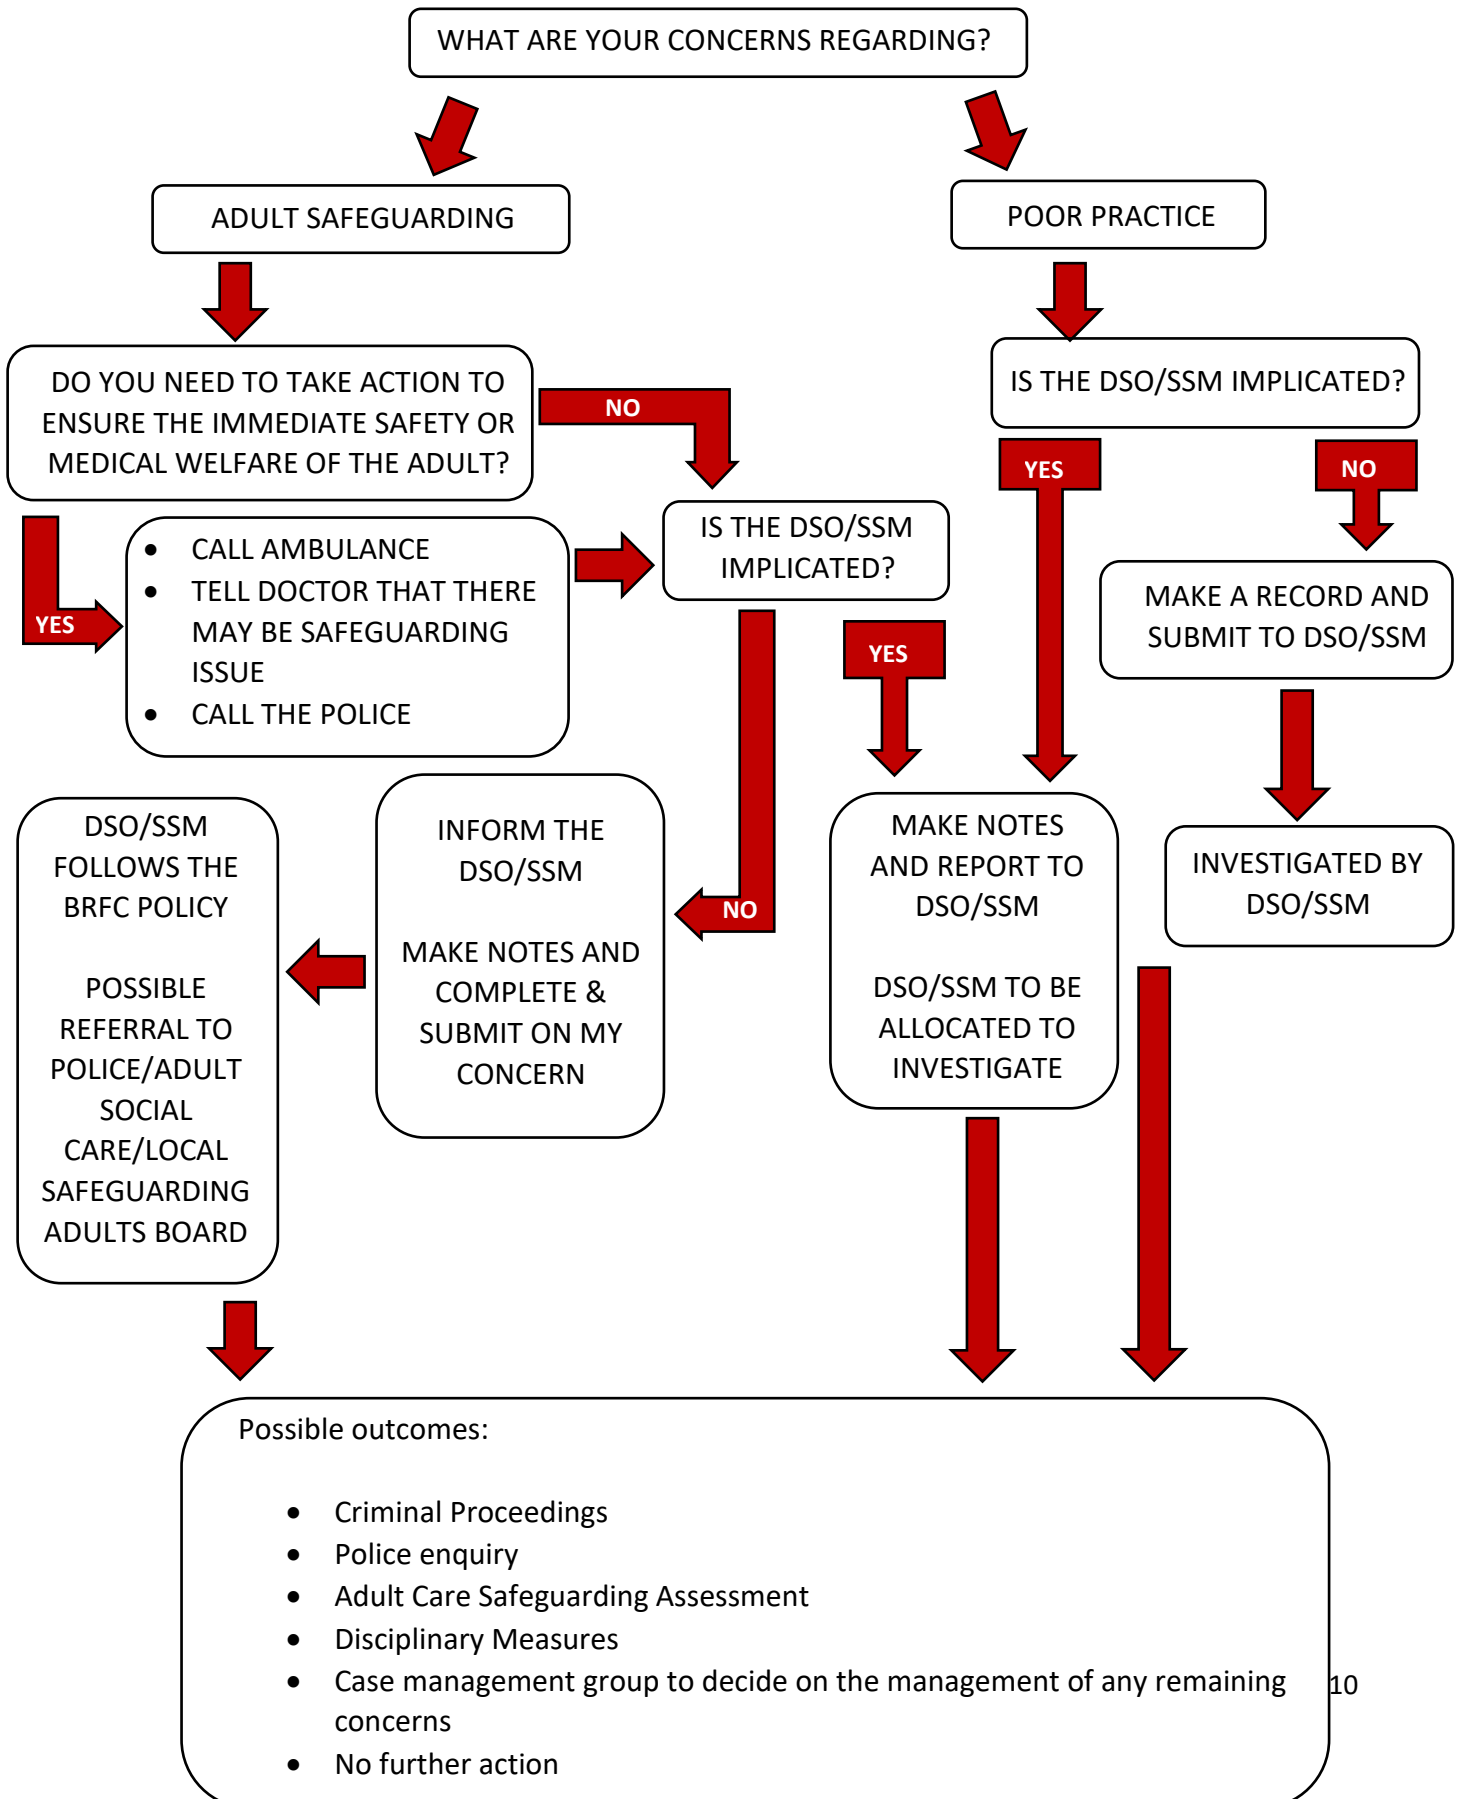 WHAT ARE YOUR CONCERNS REGARDING?
ADULT SAFEGUARDING
POOR PRACTICE
DO YOU NEED TO TAKE ACTION TO
ENSURE THE IMMEDIATE SAFETY OR
MEDICAL WELFARE OF THE ADULT?
NO
IS THE DSO/SSM IMPLICATED?
YES
NO
YES
• CALL AMBULANCE
• TELL DOCTOR THAT THERE
MAY BE SAFEGUARDING
ISSUE
• CALL THE POLICE
IS THE DSO/SSM
IMPLICATED?
YES
NO
MAKE A RECORD AND
SUBMIT TO DSO/SSM
INVESTIGATED BY
DSO/SSM
DSO/SSM
FOLLOWS THE
BRFC POLICY
POSSIBLE
REFERRAL TO
POLICE/ADULT
SOCIAL
CARE/LOCAL
SAFEGUARDING
ADULTS BOARD
INFORM THE
DSO/SSM
MAKE NOTES AND
COMPLETE &
SUBMIT ON MY
CONCERN
MAKE NOTES
AND REPORT TO
DSO/SSM
DSO/SSM TO BE
ALLOCATED TO
INVESTIGATE
Possible outcomes:
• Criminal Proceedings
• Police enquiry
• Adult Care Safeguarding Assessment
• Disciplinary Measures
• Case management group to decide on the management of any remaining
concerns
• No further action
10